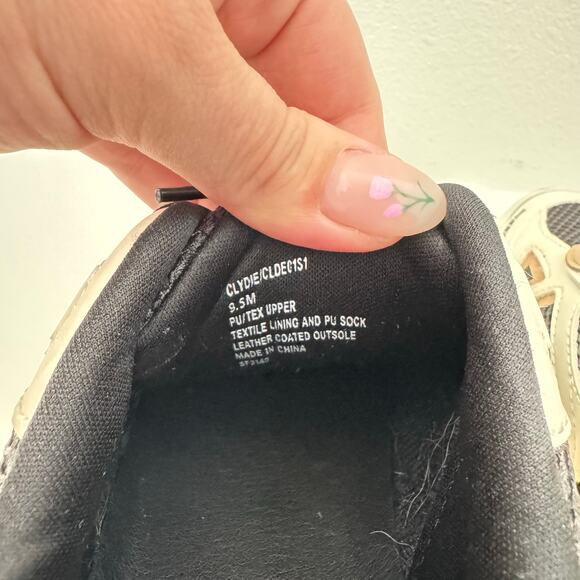 CLYDIE/CLDE01S1
9.5M
PU/TEX UPPER
TEXTILE LINING AND PU SOCK
LEATHER COATED OUTSOLE
MADE IN CHINA